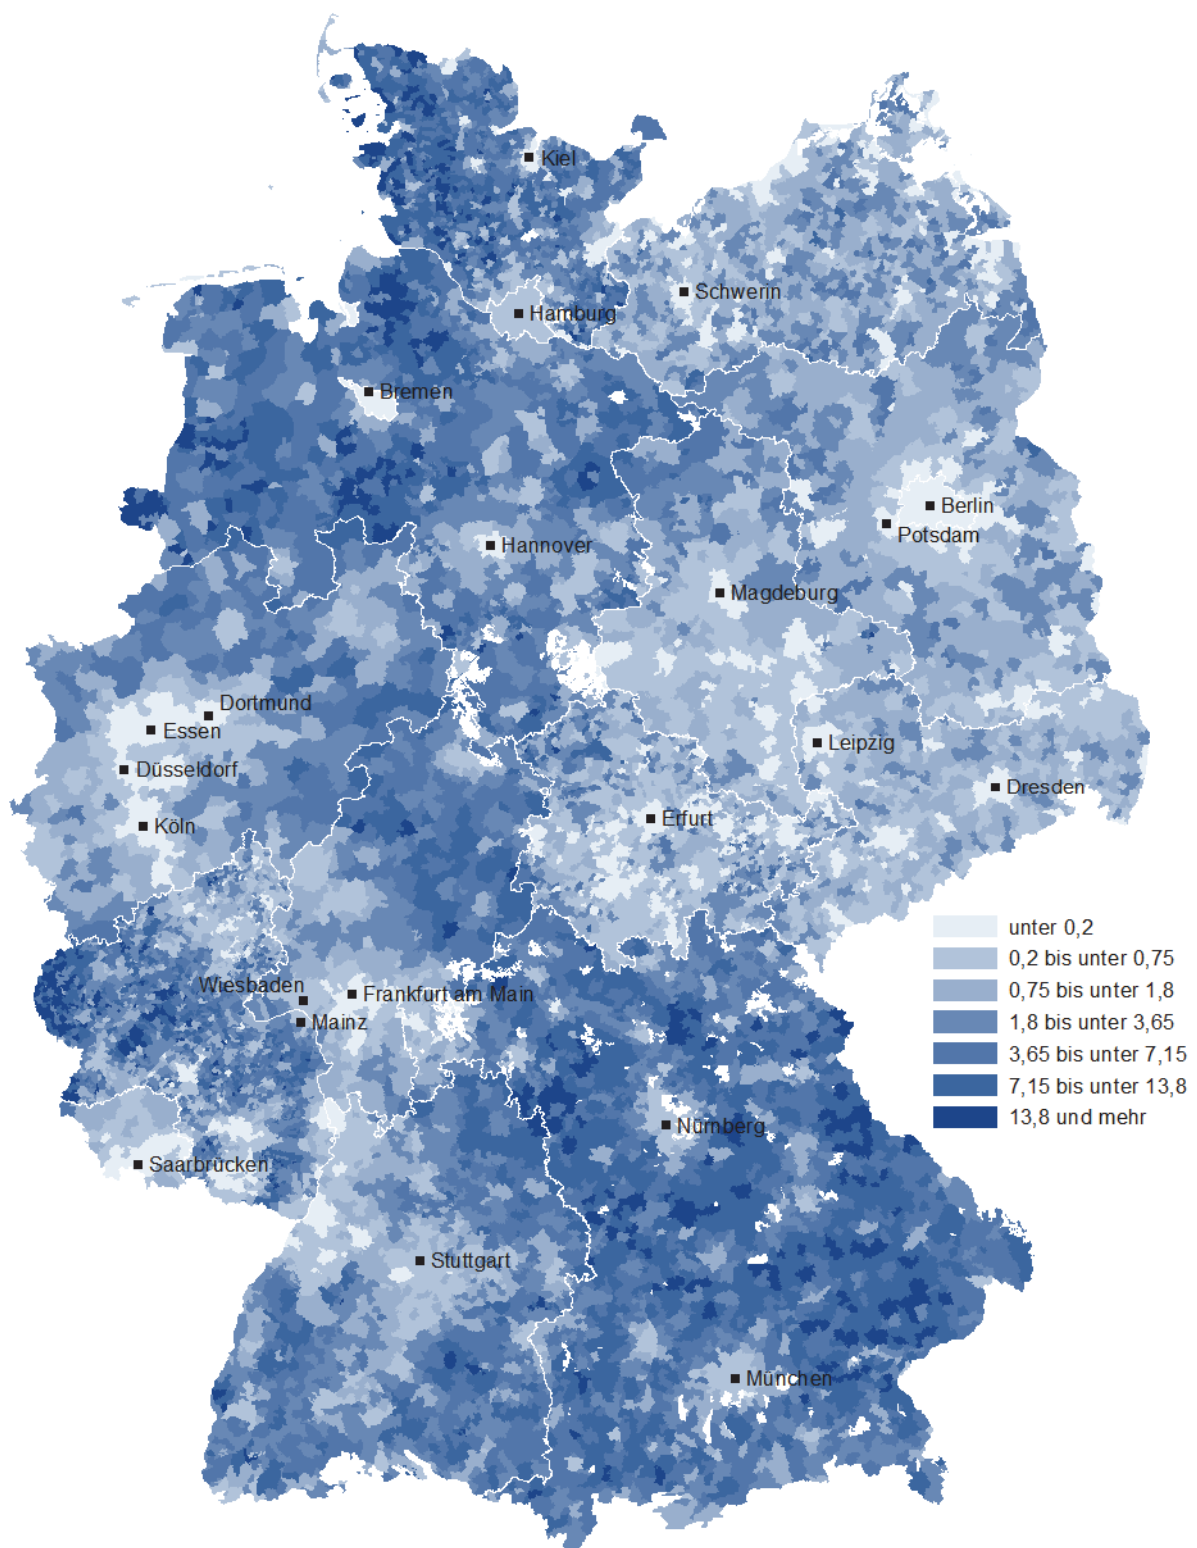 Kiel
Schwerin
Hamburg
Bremen
Berlin
Potsdam
Hannover
Magdeburg
Dortmund
Essen
Leipzig
Düsseldorf
Dresden
Köln
Erfurt
unter 0,2
0,2 bis unter 0,75
0,75 bis unter 1,8
1,8 bis unter 3,65
3,65 bis unter 7,15
7,15 bis unter 13,8
13,8 und mehr
Wiesbaden
Frankfurt am Main
Mainz
Nürnberg
Saarbrücken
Stuttgart
München